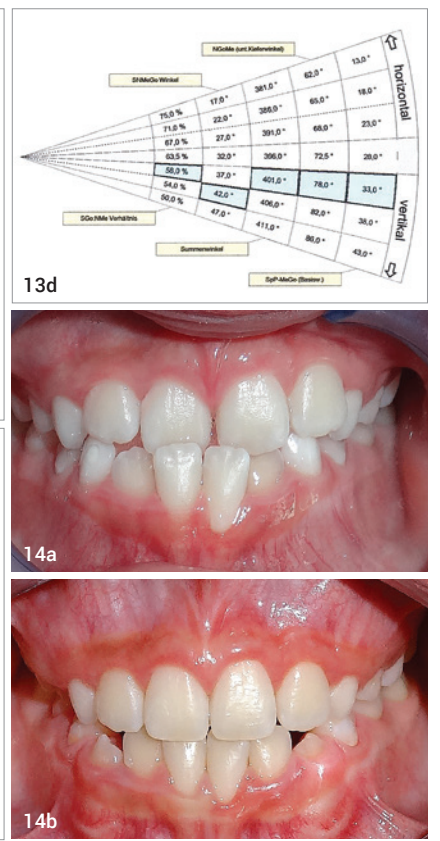 NGoMe (unt.Kieferwinkel)
SNMeGo Winkel
75,0 % 17,0 ° 381,0 ° 62,0 ° 13,0 °
71,0 % 22,0 ° 386,0 ° 65,0 ° 18,0 °
67,0 % 27,0 ° 391,0 ° 68,0 ° 23,0 °
63,5 % 32,0 ° 396,0 ° 72,5 ° 28,0 °
58,0 % 37,0 ° 401,0 ° 78,0 ° 33,0 °
54,0 % 42,0 ° 406,0 ° 82,0 ° 38,0 °
50,0 % 47,0 ° 411,0 ° 43,0 °
horizontal
vertikal
SGo:NMe Verhältnis
Summenwinkel
SpP-MeGo (Basisw.)
13d
14a
14b